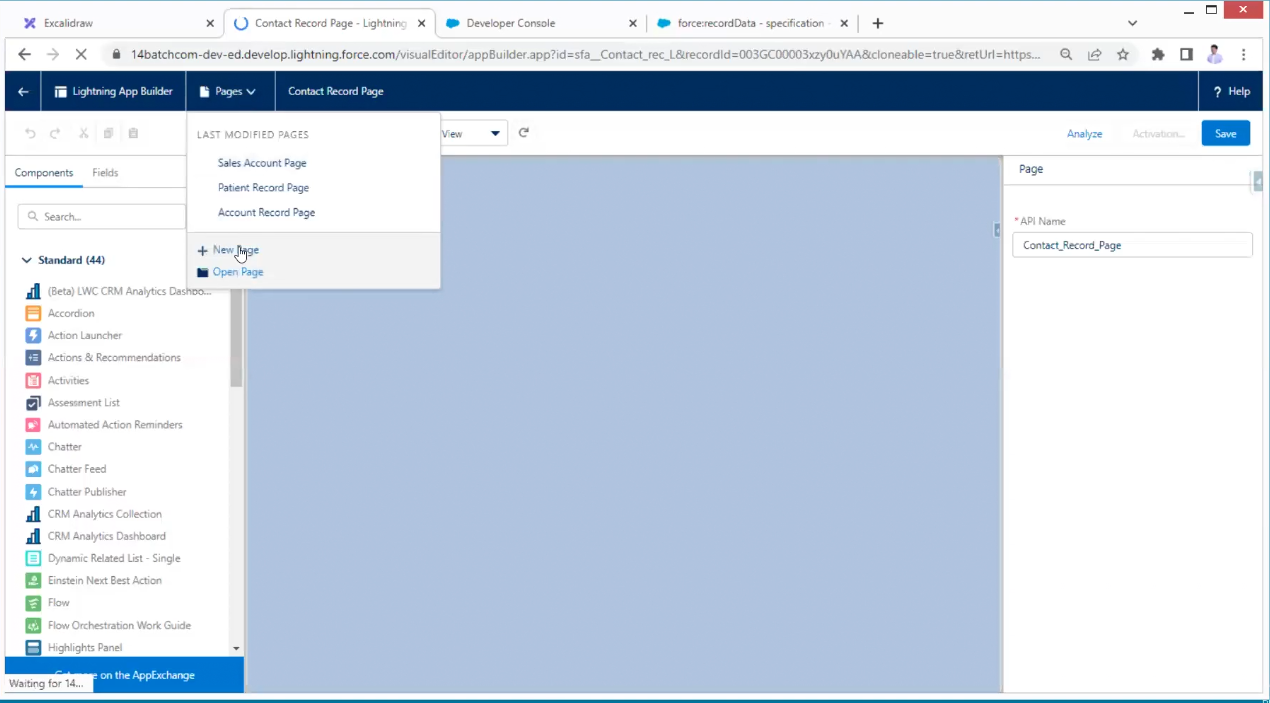 Excalidraw
Contact Record Page - Lightning
Developer Console
force:recordData - specification -
14batchcom-dev-ed.develop.lightning.force.com/visualEditor/appBuilder.app?id=sfa__Contact_rec_L&recordId=003GC00003xzy0uYAA&cloneable=true&retUrl=https...
Lightning App Builder
Pages
Contact Record Page
? Help
LAST MODIFIED PAGES
Sales Account Page
Patient Record Page
Account Record Page
New Page
Open Page
View
Analyze
Activation...
Save
Components
Fields
Search...
Standard (44)
(Beta) LWC CRM Analytics Dashbo...
Accordion
Action Launcher
Actions & Recommendations
Activities
Assessment List
Automated Action Reminders
Chatter
Chatter Feed
Chatter Publisher
CRM Analytics Collection
CRM Analytics Dashboard
Dynamic Related List - Single
Einstein Next Best Action
Flow
Flow Orchestration Work Guide
Highlights Panel
Get more on the AppExchange
Waiting for 14...
Page
* API Name
Contact_Record_Page